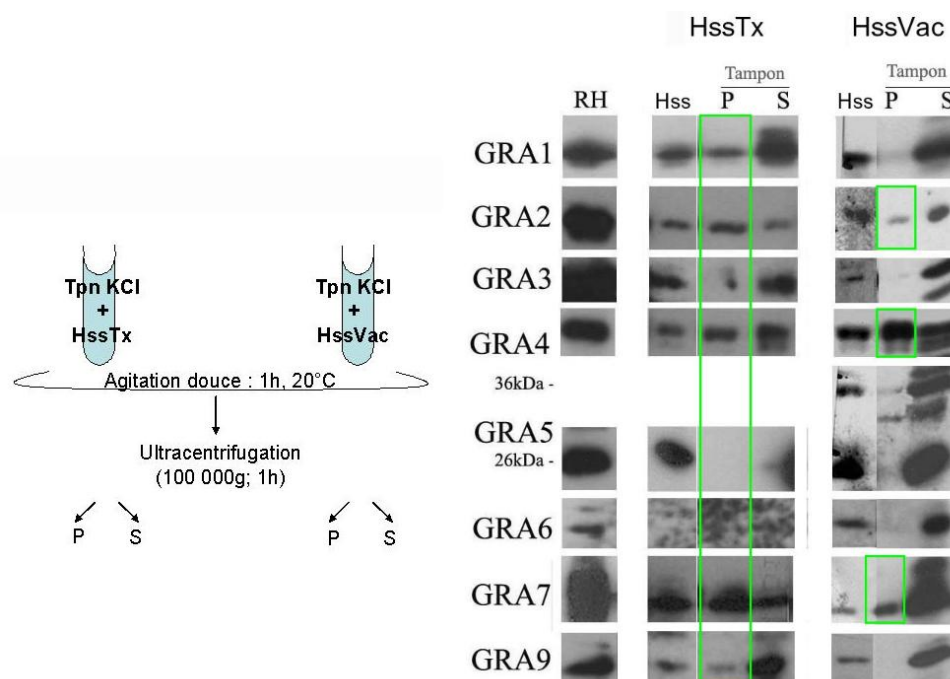 HssTx HssVac
Tampon Tampon
RH Hss P S Hss P S
GRA1
GRA2
GRA3
GRA4
36kDa -
GRA5
26kDa -
GRA6
GRA7
GRA9
Tpn KCl
+
HssTx
Tpn KCl
+
HssVac
Agitation douce : 1h, 20°C
Ultracentrifugation
(100 000g; 1h)
P S P S